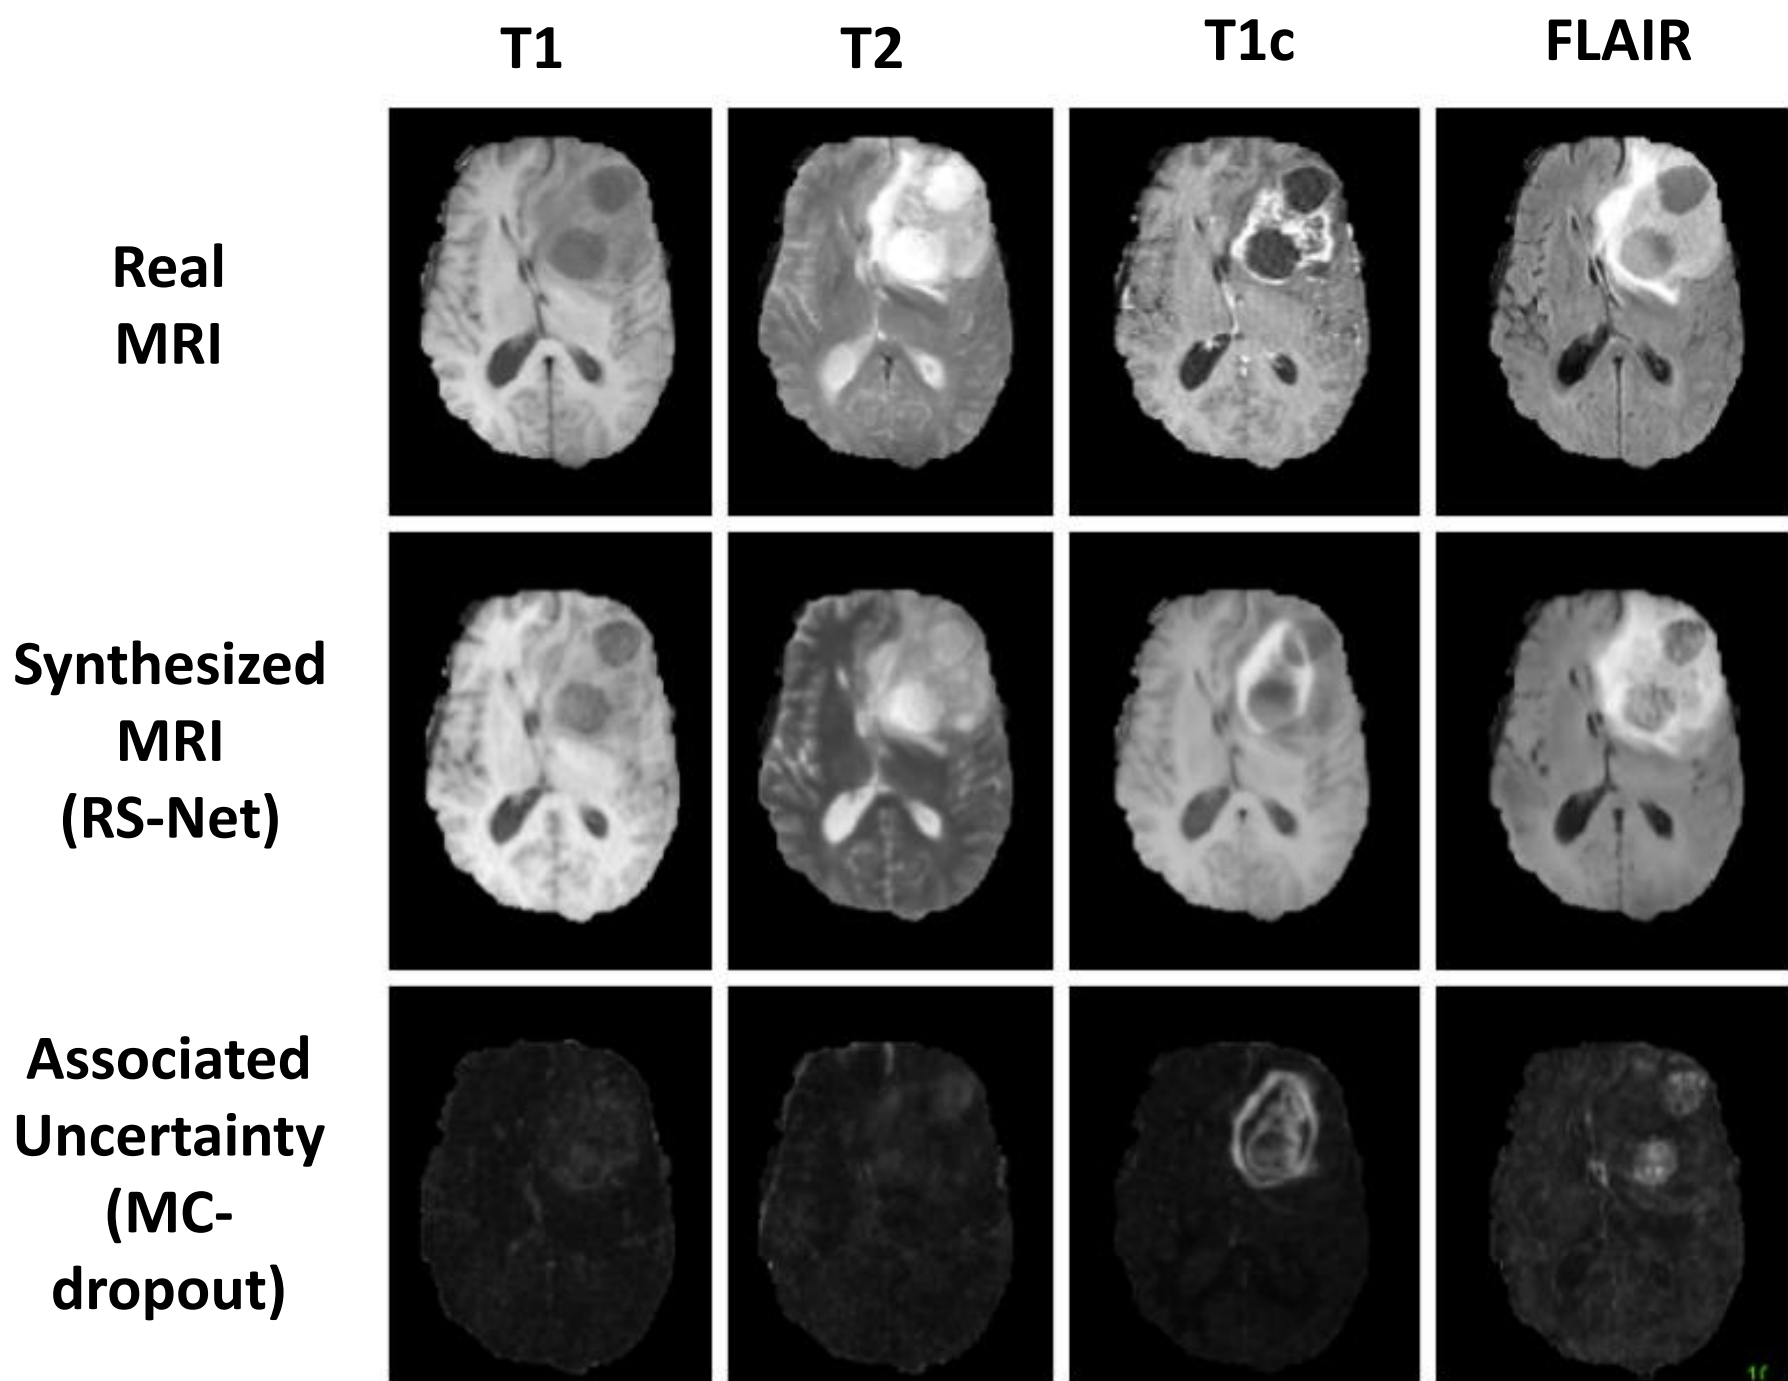 T1 T2 T1c FLAIR
Real
MRI
Synthesized
MRI
(RS-Net)
Associated
Uncertainty
(MC-
dropout)